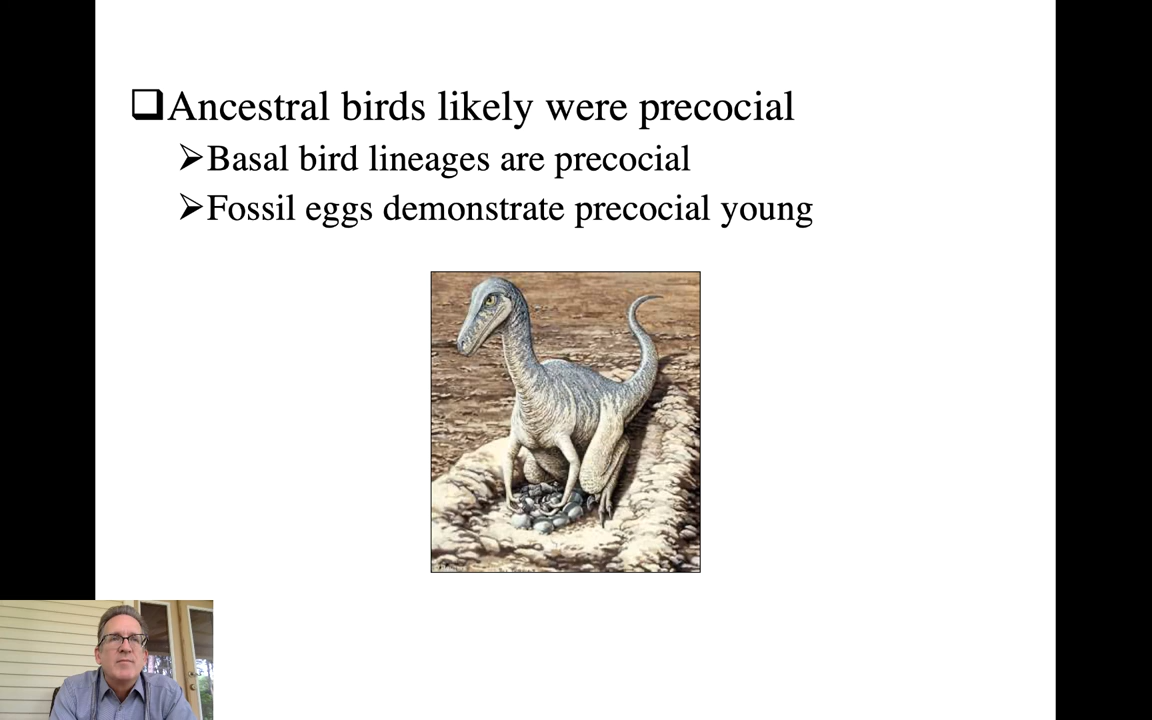 ❑Ancestral birds likely were precocial
➢Basal bird lineages are precocial
➢Fossil eggs demonstrate precocial young